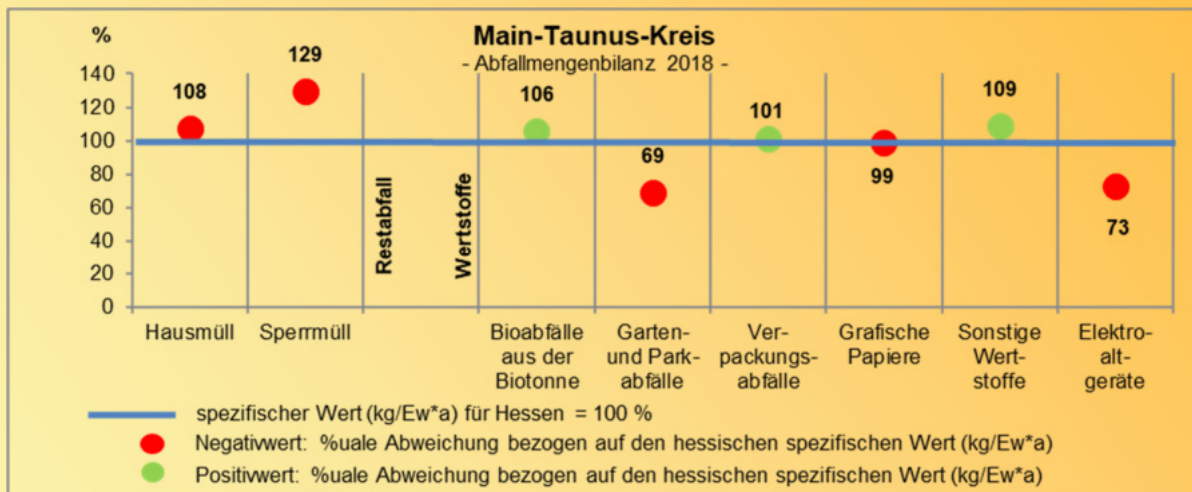 Main-Taunus-Kreis
- Abfallmengenbilanz 2018 -
%
140
120
100
80
60
40
20
0
108
129
106
69
101
99
109
73
Restabfall
Wertstoffe
Hausmüll
Sperrmüll
Bioabfälle
aus der
Biotonne
Garten-
und Park-
abfälle
Ver-
packungs-
abfälle
Grafische
Papiere
Sonstige
Wert-
stoffe
Elektro-
alt-
geräte
spezifischer Wert (kg/Ew*a) für Hessen = 100 %
Negativwert: %uale Abweichung bezogen auf den hessischen spezifischen Wert (kg/Ew*a)
Positivwert: %uale Abweichung bezogen auf den hessischen spezifischen Wert (kg/Ew*a)